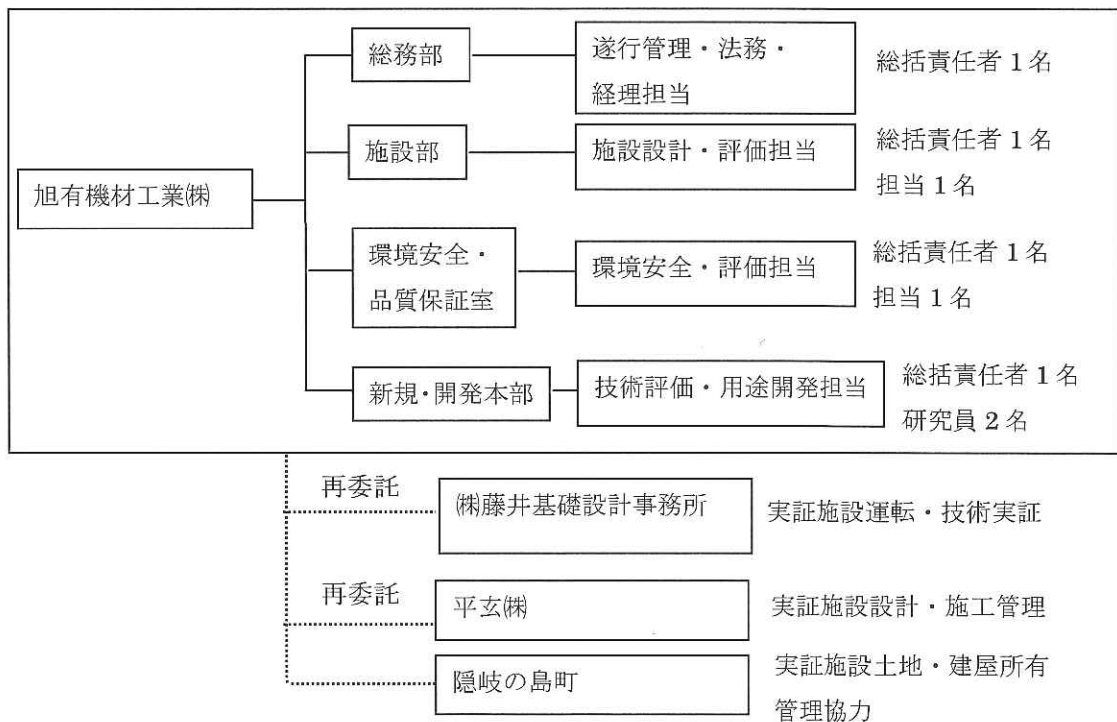 旭有機材工業㈱
総務部
遂行管理・法務・
経理担当
総括責任者 1 名
施設部
施設設計・評価担当
総括責任者 1 名
担当 1 名
環境安全・
品質保証室
環境安全・評価担当
総括責任者 1 名
担当 1 名
新規・開発本部
技術評価・用途開発担当
総括責任者 1 名
研究員 2 名
再委託
㈱藤井基礎設計事務所
実証施設運転・技術実証
再委託
平玄㈱
実証施設設計・施工管理
隠岐の島町
実証施設土地・建屋所有
管理協力